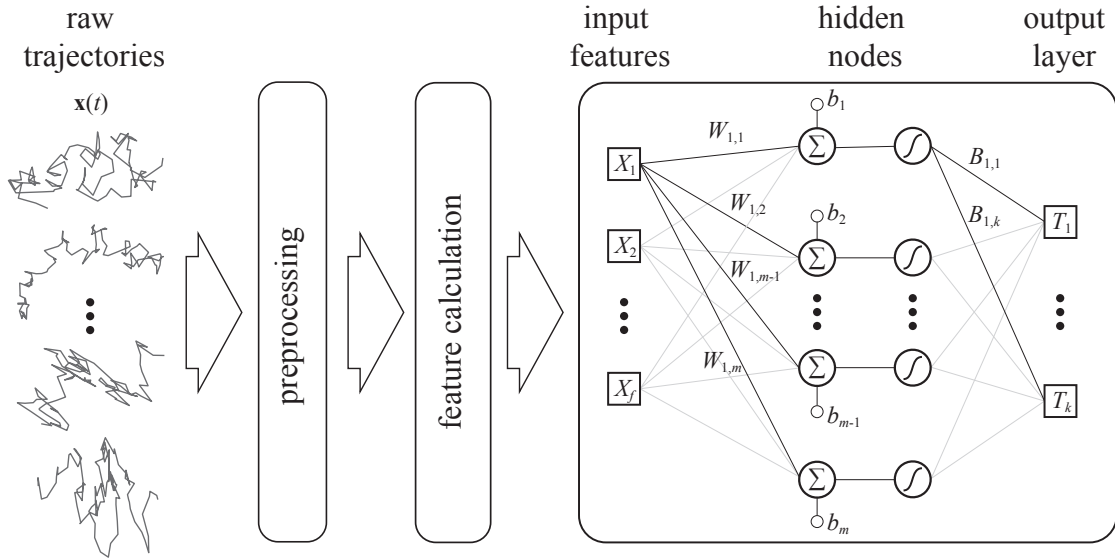 raw
trajectories
x(t)
preprocessing
feature calculation
input
features
hidden
nodes
output
layer
X₁
X₂
X_f
W₁,₁
W₁,₂
W₁,ₘ₋₁
W₁,ₘ
b₁
Σ
∫
b₂
Σ
∫
Σ
∫
bₘ₋₁
Σ
∫
bₘ
B₁,₁
B₁,ₖ
T₁
Tₖ